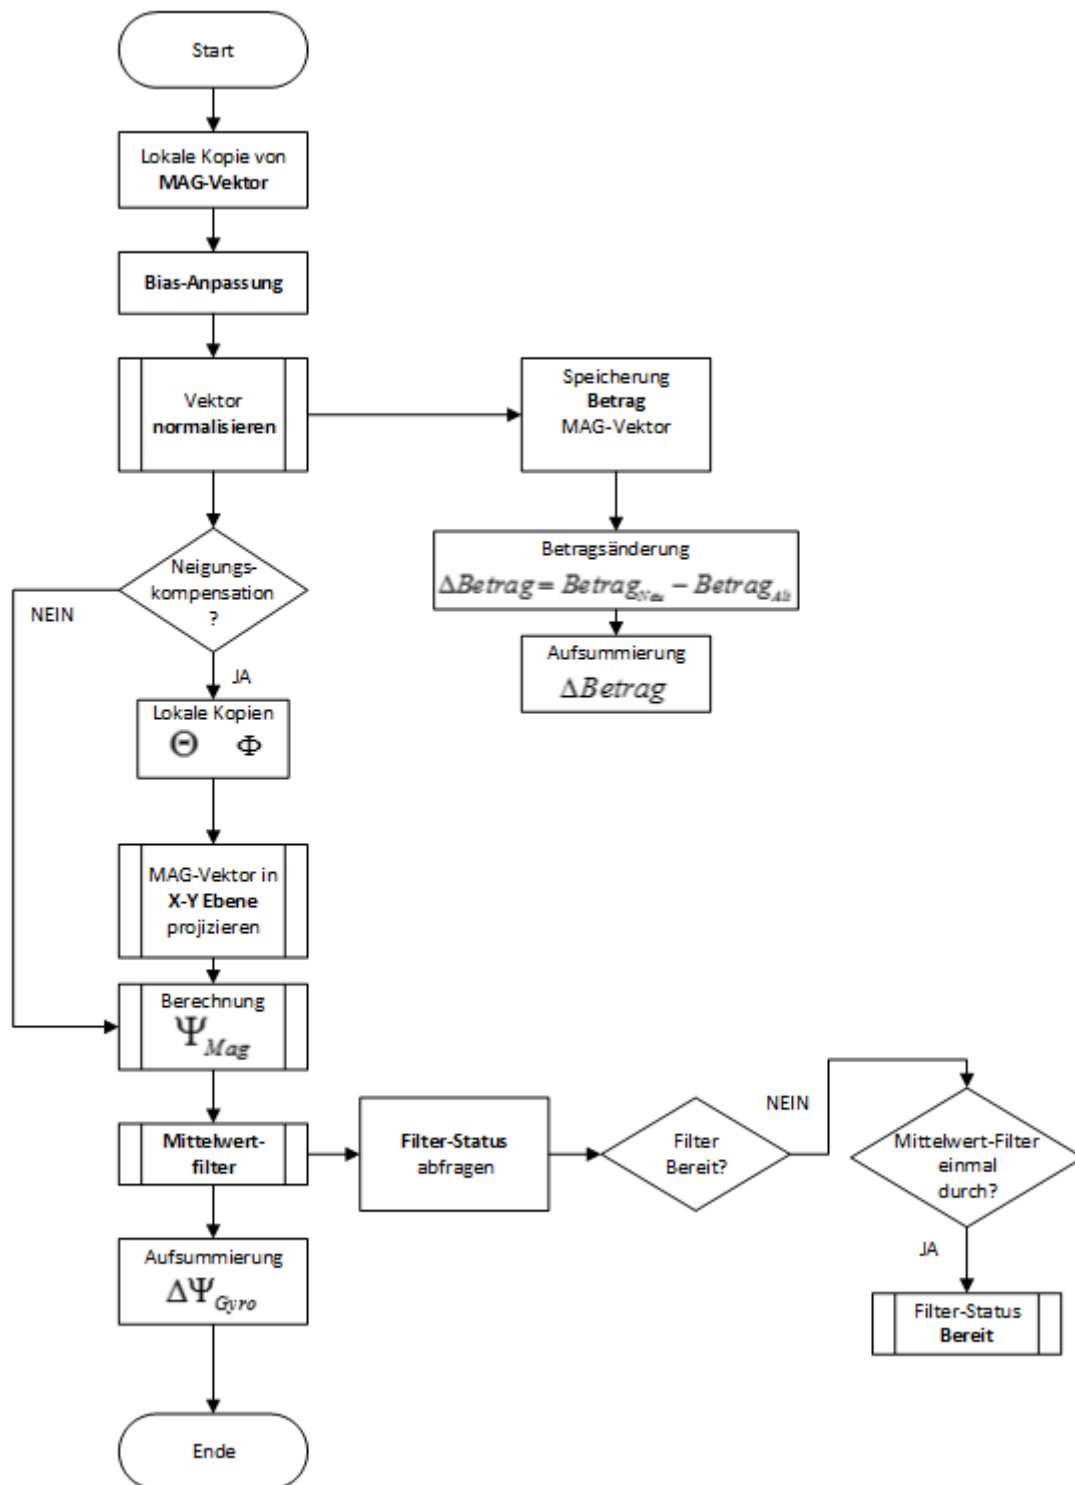 Start
Lokale Kopie von
MAG-Vektor
Bias-Anpassung
Vektor
normalisieren
Speicherung
Betrag
MAG-Vektor
Betragsänderung
ΔBetrag = Betrag_Neu − Betrag_Alt
Aufsummierung
ΔBetrag
Neigungs-
kompensation
?
NEIN
JA
Lokale Kopien
Θ Φ
MAG-Vektor in
X-Y Ebene
projizieren
Berechnung
Ψ_Mag
Mittelwert-
filter
Filter-Status
abfragen
Filter
Bereit?
NEIN
Mittelwert-Filter
einmal
durch?
JA
Filter-Status
Bereit
Aufsummierung
ΔΨ_Gyro
Ende